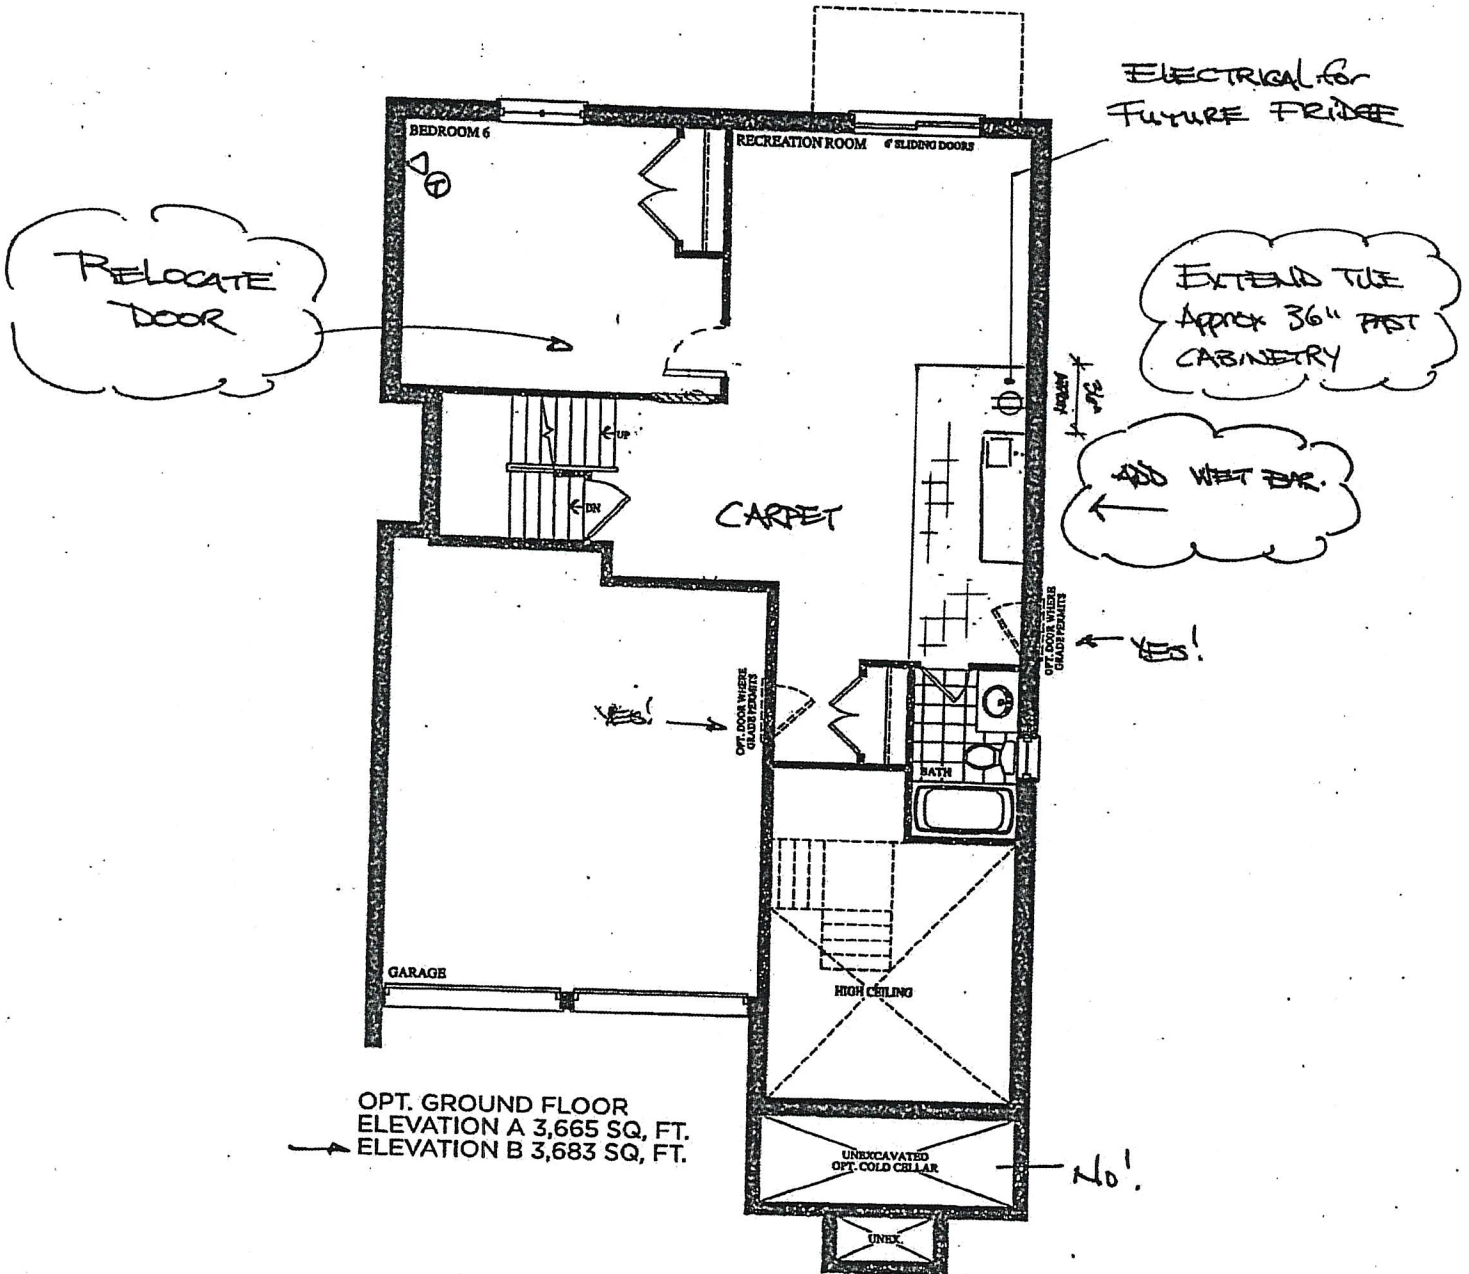 ELECTRICAL for
FUTURE FRIDGE
BEDROOM 6
RECREATION ROOM
6' SLIDING DOORS
T
RELOCATE
DOOR
EXTEND TILE
Approx 36" PAST
CABINETRY
36"
APPROX
UP
ADD WET BAR.
DN
CARPET
OPT. DOOR WHERE
GRADE PERMITS
YES!
YES!
OPT. DOOR WHERE
GRADE PERMITS
BATH
GARAGE
HIGH CEILING
OPT. GROUND FLOOR
ELEVATION A 3,665 SQ, FT.
ELEVATION B 3,683 SQ, FT.
UNEXCAVATED
OPT. COLD CELLAR
No!
UNEX.